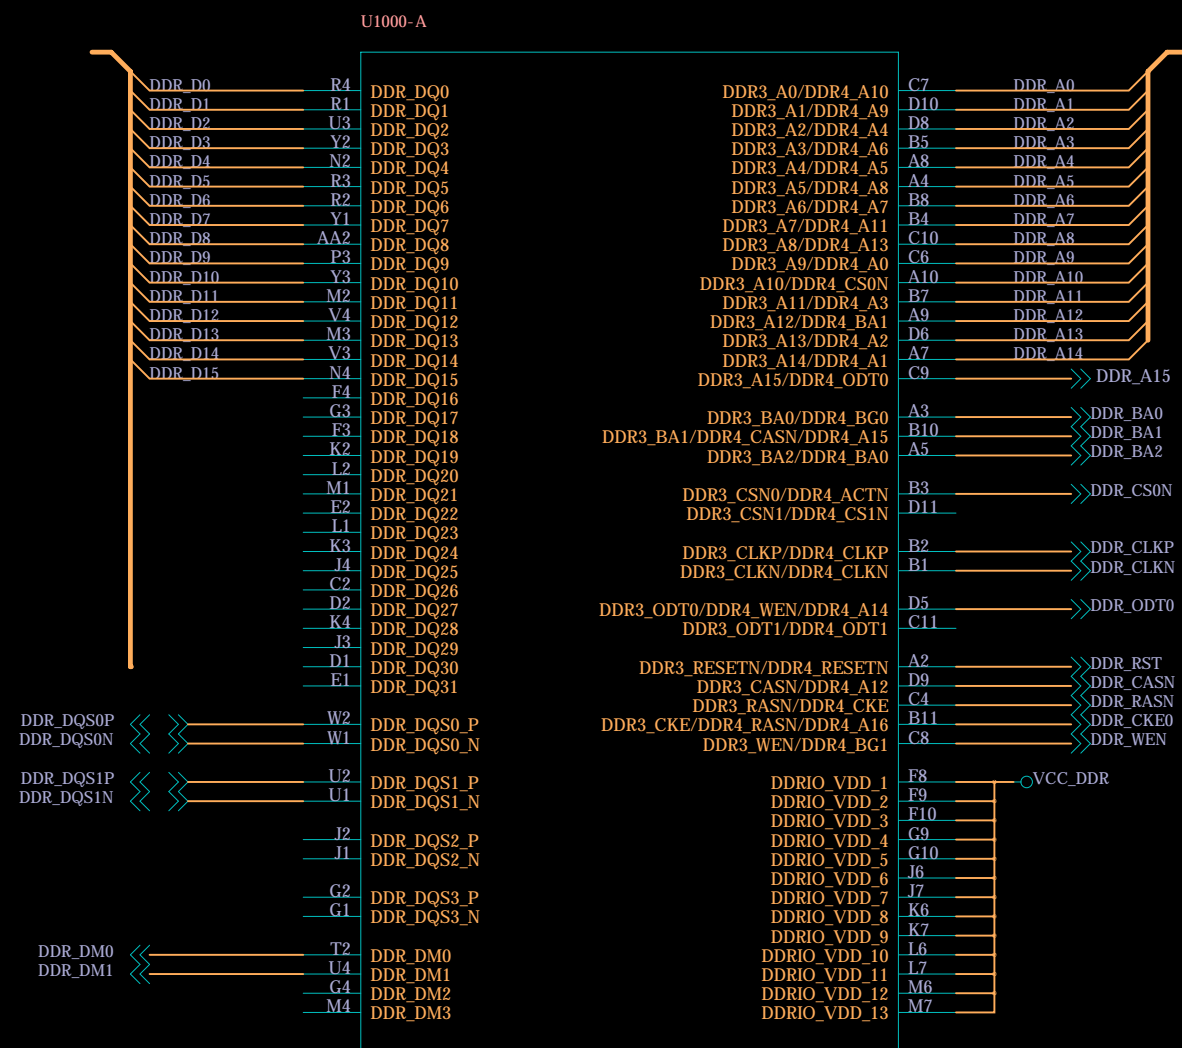 U1000-A
DDR_D0 R4 DDR_DQ0 DDR3_A0/DDR4_A10 C7 DDR_A0
DDR_D1 R1 DDR_DQ1 DDR3_A1/DDR4_A9 D10 DDR_A1
DDR_D2 U3 DDR_DQ2 DDR3_A2/DDR4_A4 D8 DDR_A2
DDR_D3 Y2 DDR_DQ3 DDR3_A3/DDR4_A6 B5 DDR_A3
DDR_D4 N2 DDR_DQ4 DDR3_A4/DDR4_A5 A8 DDR_A4
DDR_D5 R3 DDR_DQ5 DDR3_A5/DDR4_A8 A4 DDR_A5
DDR_D6 R2 DDR_DQ6 DDR3_A6/DDR4_A7 B8 DDR_A6
DDR_D7 Y1 DDR_DQ7 DDR3_A7/DDR4_A11 B4 DDR_A7
DDR_D8 AA2 DDR_DQ8 DDR3_A8/DDR4_A13 C10 DDR_A8
DDR_D9 P3 DDR_DQ9 DDR3_A9/DDR4_A0 C6 DDR_A9
DDR_D10 Y3 DDR_DQ10 DDR3_A10/DDR4_CS0N A10 DDR_A10
DDR_D11 M2 DDR_DQ11 DDR3_A11/DDR4_A3 B7 DDR_A11
DDR_D12 V4 DDR_DQ12 DDR3_A12/DDR4_BA1 A9 DDR_A12
DDR_D13 M3 DDR_DQ13 DDR3_A13/DDR4_A2 D6 DDR_A13
DDR_D14 V3 DDR_DQ14 DDR3_A14/DDR4_A1 A7 DDR_A14
DDR_D15 N4 DDR_DQ15 DDR3_A15/DDR4_ODT0 C9 DDR_A15
F4 DDR_DQ16
G3 DDR_DQ17 DDR3_BA0/DDR4_BG0 A3 DDR_BA0
F3 DDR_DQ18 DDR3_BA1/DDR4_CASN/DDR4_A15 B10 DDR_BA1
K2 DDR_DQ19 DDR3_BA2/DDR4_BA0 A5 DDR_BA2
L2 DDR_DQ20
M1 DDR_DQ21 DDR3_CSN0/DDR4_ACTN B3 DDR_CS0N
E2 DDR_DQ22 DDR3_CSN1/DDR4_CS1N D11
L1 DDR_DQ23
K3 DDR_DQ24 DDR3_CLKP/DDR4_CLKP B2 DDR_CLKP
J4 DDR_DQ25 DDR3_CLKN/DDR4_CLKN B1 DDR_CLKN
C2 DDR_DQ26
D2 DDR_DQ27 DDR3_ODT0/DDR4_WEN/DDR4_A14 D5 DDR_ODT0
K4 DDR_DQ28 DDR3_ODT1/DDR4_ODT1 C11
J3 DDR_DQ29
D1 DDR_DQ30 DDR3_RESETN/DDR4_RESETN A2 DDR_RST
E1 DDR_DQ31 DDR3_CASN/DDR4_A12 D9 DDR_CASN
DDR3_RASN/DDR4_CKE C4 DDR_RASN
DDR_DQS0P W2 DDR_DQS0_P DDR3_CKE/DDR4_RASN/DDR4_A16 B11 DDR_CKE0
DDR_DQS0N W1 DDR_DQS0_N DDR3_WEN/DDR4_BG1 C8 DDR_WEN
DDR_DQS1P U2 DDR_DQS1_P DDRIO_VDD_1 F8 VCC_DDR
DDR_DQS1N U1 DDR_DQS1_N DDRIO_VDD_2 F9
DDRIO_VDD_3 F10
J2 DDR_DQS2_P DDRIO_VDD_4 G9
J1 DDR_DQS2_N DDRIO_VDD_5 G10
DDRIO_VDD_6 J6
G2 DDR_DQS3_P DDRIO_VDD_7 J7
G1 DDR_DQS3_N DDRIO_VDD_8 K6
DDRIO_VDD_9 K7
DDR_DM0 T2 DDR_DM0 DDRIO_VDD_10 L6
DDR_DM1 U4 DDR_DM1 DDRIO_VDD_11 L7
G4 DDR_DM2 DDRIO_VDD_12 M6
M4 DDR_DM3 DDRIO_VDD_13 M7